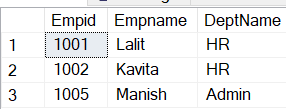 Empid Empname DeptName
1 1001 Lalit HR
2 1002 Kavita HR
3 1005 Manish Admin